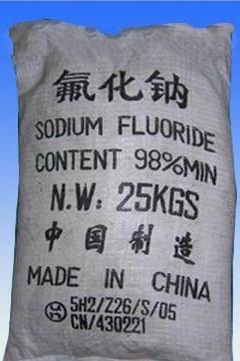 氟化钠
SODIUM FLUORIDE
CONTENT 98%MIN
N.W: 25KGS
中国制造
MADE IN CHINA
5H2/Z26/S/05
CN/430221